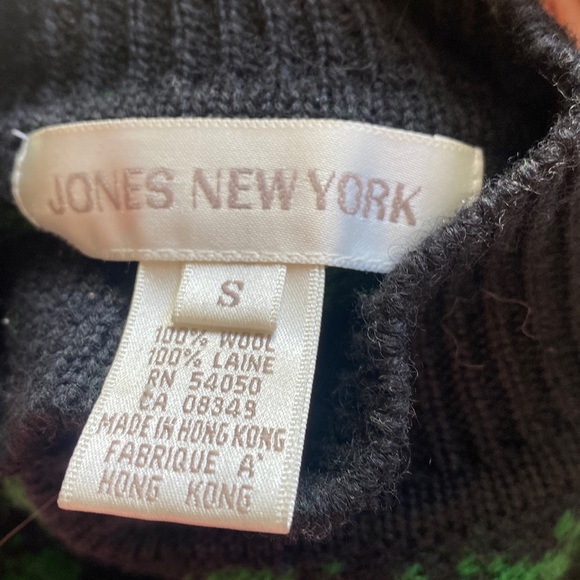 JONES NEW YORK
S
100% WOOL
100% LAINE
RN 54050
CA 08349
MADE IN HONG KONG
FABRIQUE A'
HONG KONG